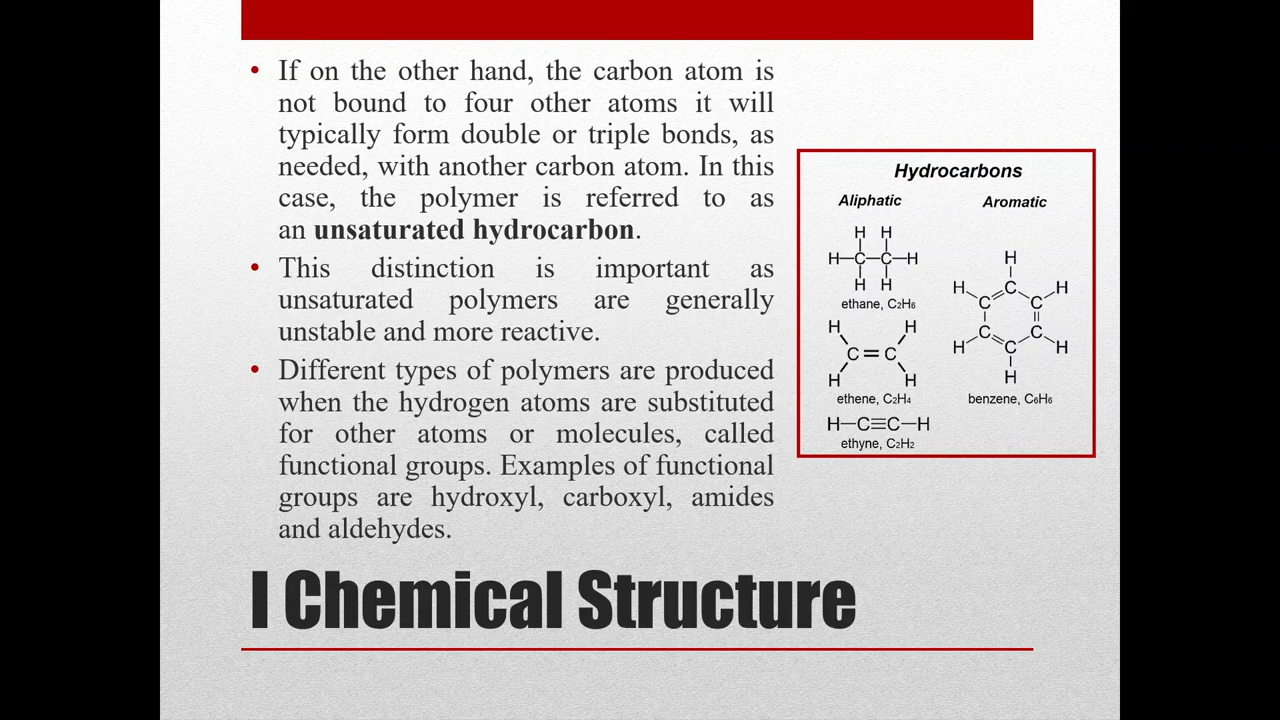 If on the other hand, the carbon atom is
not bound to four other atoms it will
typically form double or triple bonds, as
needed, with another carbon atom. In this
case, the polymer is referred to as
an unsaturated hydrocarbon.
This distinction is important as
unsaturated polymers are generally
unstable and more reactive.
Different types of polymers are produced
when the hydrogen atoms are substituted
for other atoms or molecules, called
functional groups. Examples of functional
groups are hydroxyl, carboxyl, amides
and aldehydes.
Hydrocarbons
Aliphatic
H H
H–C–C–H
H H
ethane, C2H6
H H
C=C
H H
ethene, C2H4
H–C≡C–H
ethyne, C2H2
Aromatic
H
H C H
C C
C C
H C H
H
benzene, C6H6
I Chemical Structure